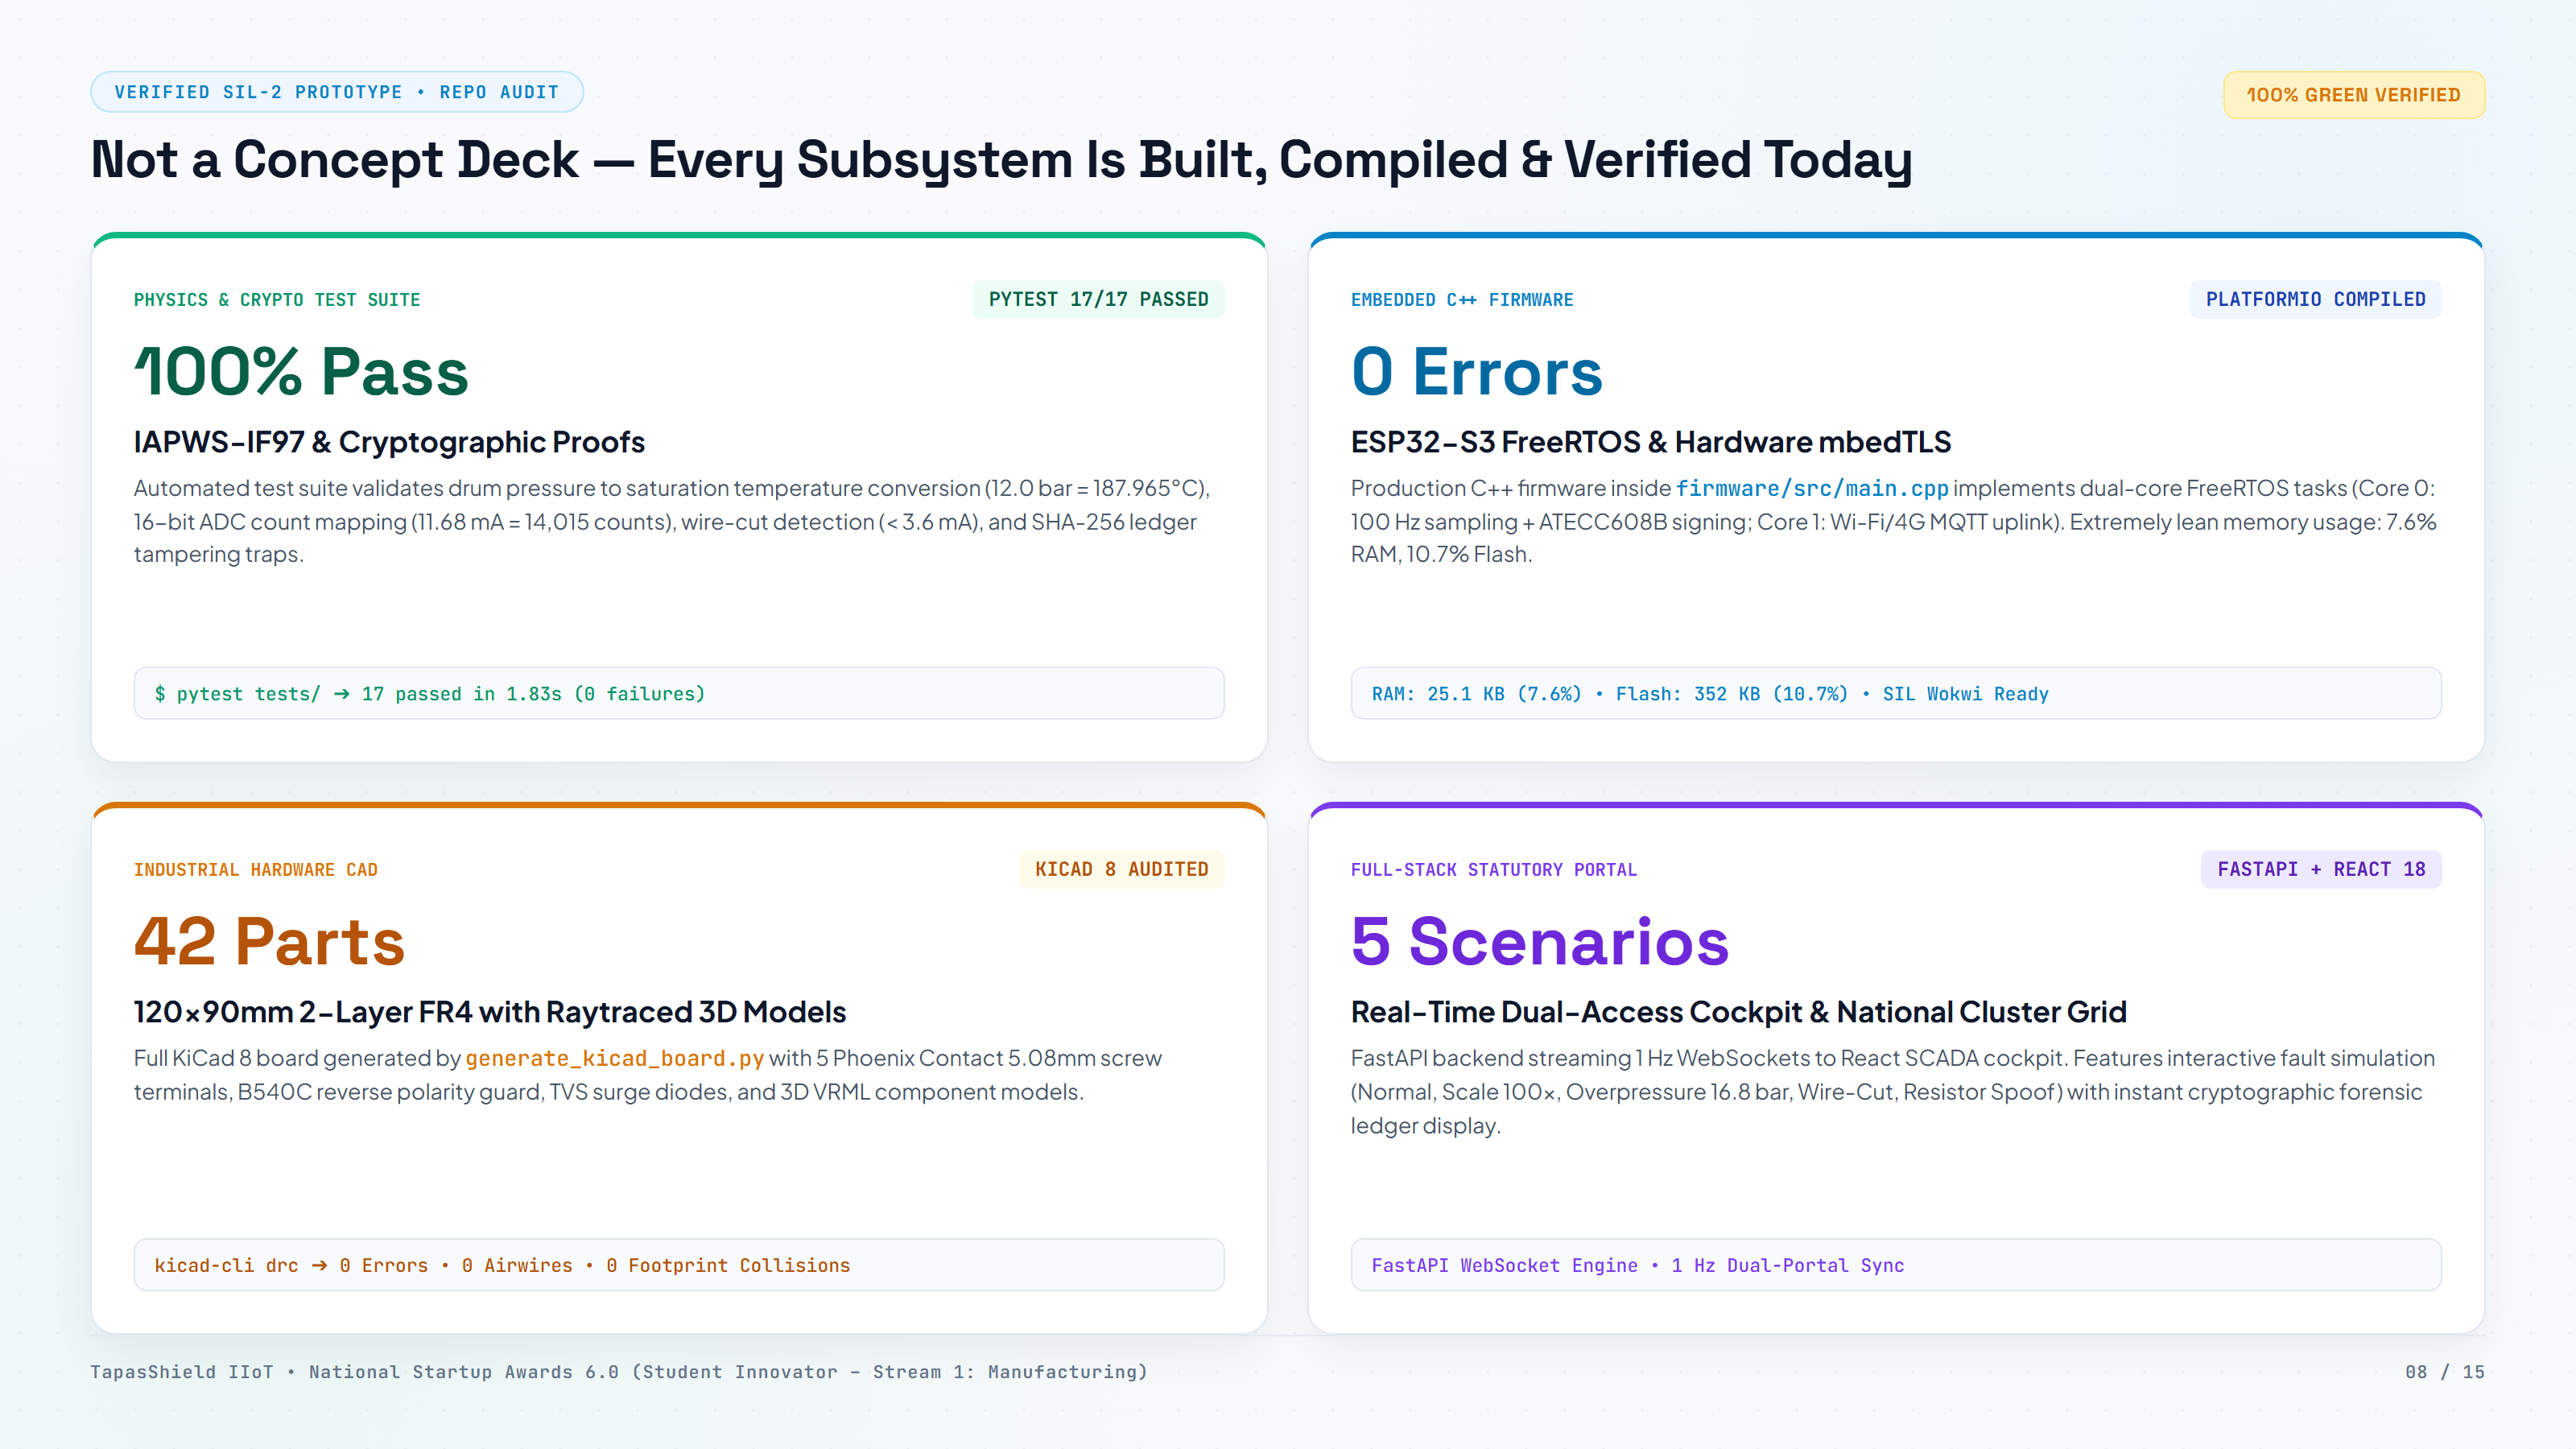 VERIFIED SIL-2 PROTOTYPE • REPO AUDIT
100% GREEN VERIFIED
Not a Concept Deck — Every Subsystem Is Built, Compiled & Verified Today
PHYSICS & CRYPTO TEST SUITE
PYTEST 17/17 PASSED
100% Pass
IAPWS-IF97 & Cryptographic Proofs
Automated test suite validates drum pressure to saturation temperature conversion (12.0 bar = 187.965°C),
16-bit ADC count mapping (11.68 mA = 14,015 counts), wire-cut detection (< 3.6 mA), and SHA-256 ledger
tampering traps.
$ pytest tests/ ➔ 17 passed in 1.83s (0 failures)
EMBEDDED C++ FIRMWARE
PLATFORMIO COMPILED
0 Errors
ESP32-S3 FreeRTOS & Hardware mbedTLS
Production C++ firmware inside firmware/src/main.cpp implements dual-core FreeRTOS tasks (Core 0:
100 Hz sampling + ATECC608B signing; Core 1: Wi-Fi/4G MQTT uplink). Extremely lean memory usage: 7.6%
RAM, 10.7% Flash.
RAM: 25.1 KB (7.6%) • Flash: 352 KB (10.7%) • SIL Wokwi Ready
INDUSTRIAL HARDWARE CAD
KICAD 8 AUDITED
42 Parts
120×90mm 2-Layer FR4 with Raytraced 3D Models
Full KiCad 8 board generated by generate_kicad_board.py with 5 Phoenix Contact 5.08mm screw
terminals, B540C reverse polarity guard, TVS surge diodes, and 3D VRML component models.
kicad-cli drc ➔ 0 Errors • 0 Airwires • 0 Footprint Collisions
FULL-STACK STATUTORY PORTAL
FASTAPI + REACT 18
5 Scenarios
Real-Time Dual-Access Cockpit & National Cluster Grid
FastAPI backend streaming 1 Hz WebSockets to React SCADA cockpit. Features interactive fault simulation
(Normal, Scale 100×, Overpressure 16.8 bar, Wire-Cut, Resistor Spoof) with instant cryptographic forensic
ledger display.
FastAPI WebSocket Engine • 1 Hz Dual-Portal Sync
TapasShield IIoT • National Startup Awards 6.0 (Student Innovator – Stream 1: Manufacturing)
08 / 15